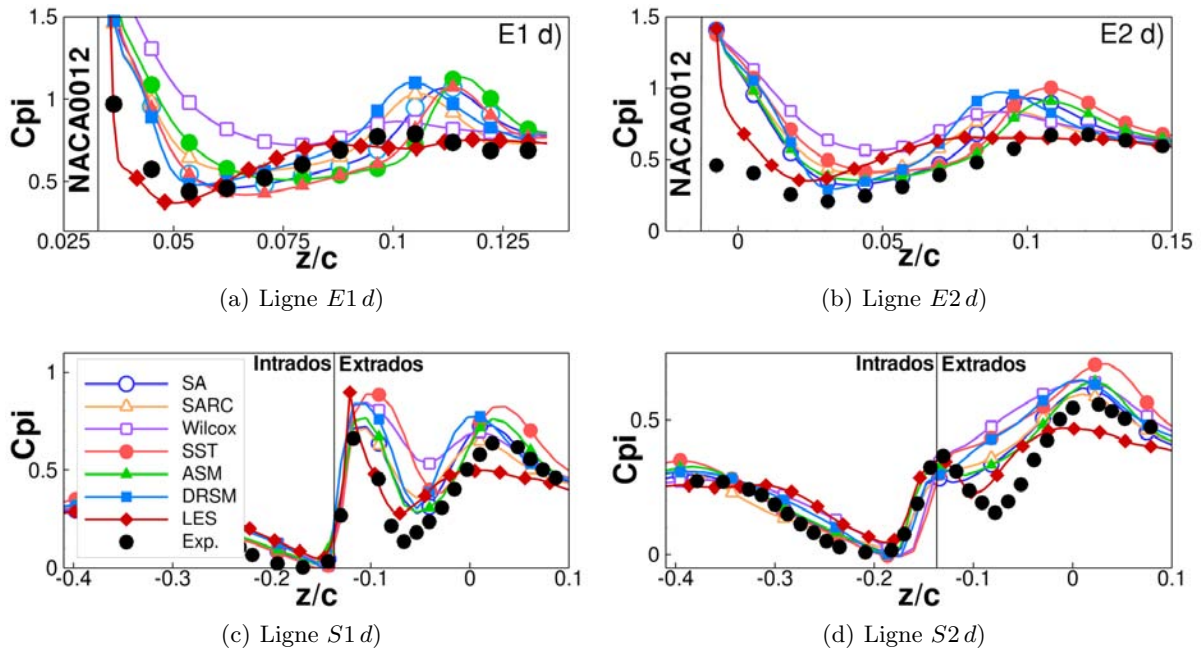 1.5
1
0.5
Cpi
NACA0012
E1 d)
0.025
0.05
0.075
0.1
0.125
z/c
(a) Ligne E1 d)
1.5
1
0.5
0
Cpi
NACA0012
E2 d)
0
0.05
0.1
0.15
z/c
(b) Ligne E2 d)
1
0.5
0
Cpi
Intrados
Extrados
SA
SARC
Wilcox
SST
ASM
DRSM
LES
Exp.
-0.4
-0.3
-0.2
-0.1
0
0.1
z/c
(c) Ligne S1 d)
0.5
0
Cpi
Intrados
Extrados
-0.4
-0.3
-0.2
-0.1
0
0.1
z/c
(d) Ligne S2 d)